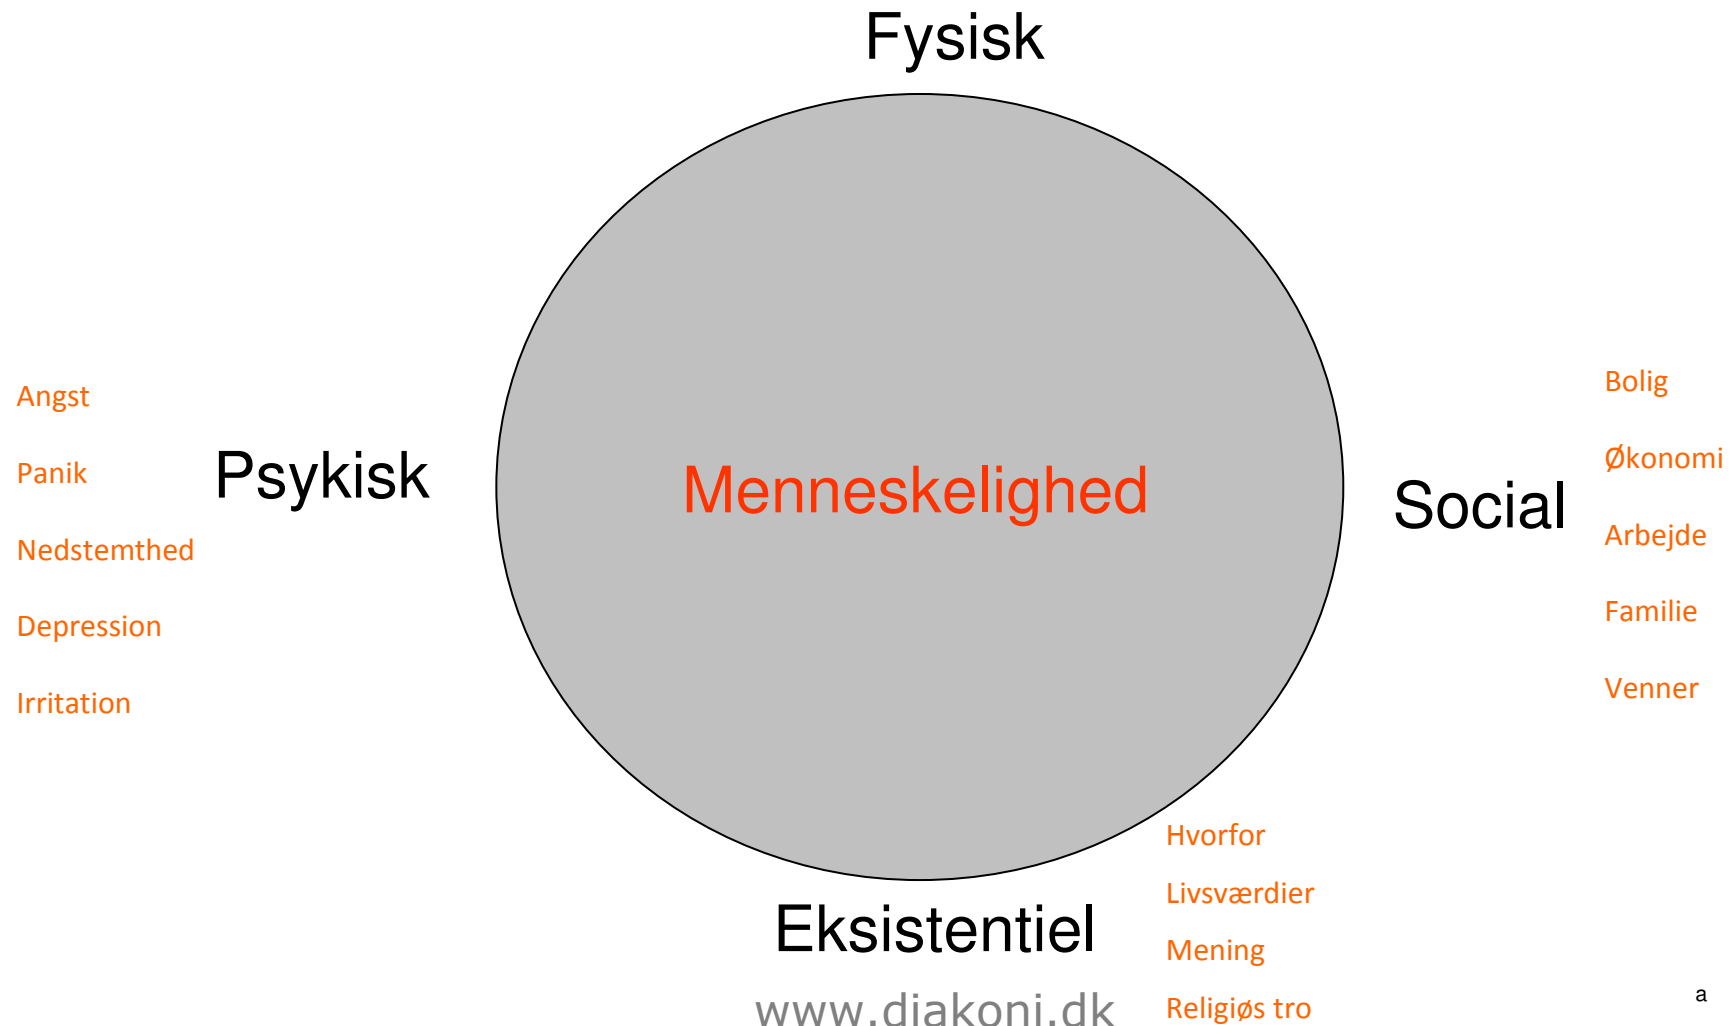 Fysisk
Angst
Panik
Nedstemthed
Depression
Irritation
Psykisk
Menneskelighed
Social
Bolig
Økonomi
Arbejde
Familie
Venner
Eksistentiel
Hvorfor
Livsværdier
Mening
Religiøs tro
www.diakoni.dk
a